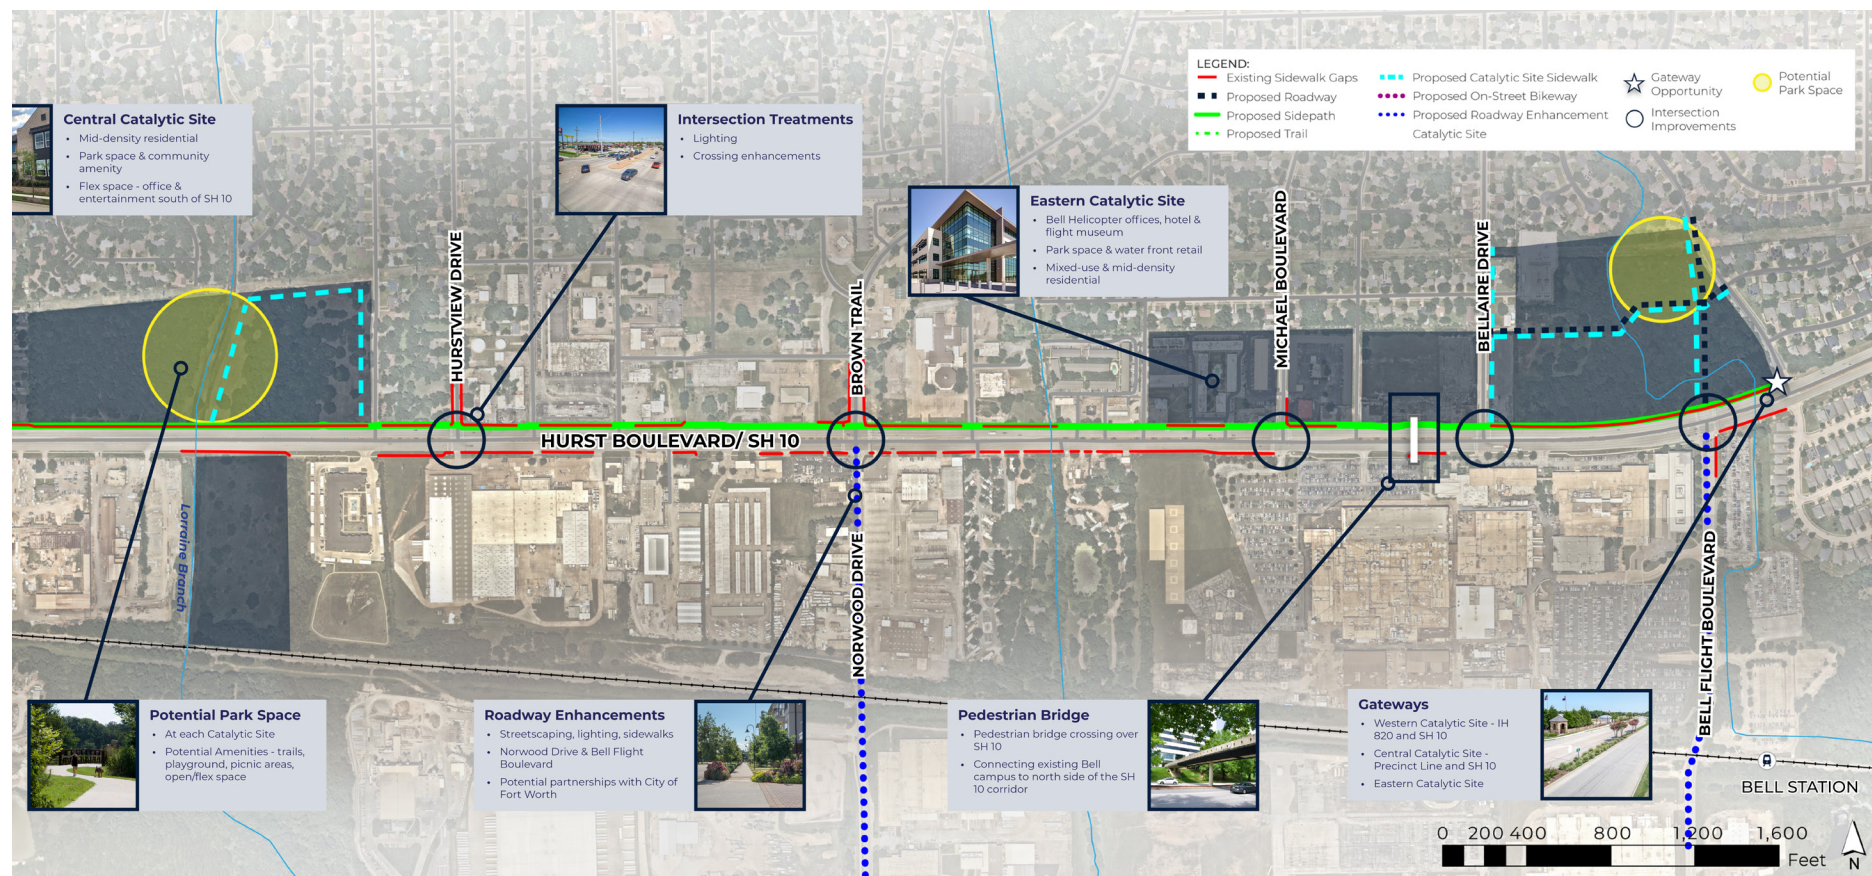 LEGEND:
Existing Sidewalk Gaps
Proposed Roadway
Proposed Sidepath
Proposed Trail
Proposed Catalytic Site Sidewalk
Proposed On-Street Bikeway
Proposed Roadway Enhancement
Catalytic Site
Gateway
Opportunity
Intersection
Improvements
Potential
Park Space
Central Catalytic Site
• Mid-density residential
• Park space & community
amenity
• Flex space - office &
entertainment south of SH 10
Intersection Treatments
• Lighting
• Crossing enhancements
Eastern Catalytic Site
• Bell Helicopter offices, hotel &
flight museum
• Park space & water front retail
• Mixed-use & mid-density
residential
HURSTVIEW DRIVE
BROWN TRAIL
MICHAEL BOULEVARD
BELLAIRE DRIVE
HURST BOULEVARD/ SH 10
Lorraine Branch
NORWOOD DRIVE
BELL FLIGHT BOULEVARD
Potential Park Space
• At each Catalytic Site
• Potential Amenities - trails,
playground, picnic areas,
open/flex space
Roadway Enhancements
• Streetscaping, lighting, sidewalks
• Norwood Drive & Bell Flight
Boulevard
• Potential partnerships with City of
Fort Worth
Pedestrian Bridge
• Pedestrian bridge crossing over
SH 10
• Connecting existing Bell
campus to north side of the SH
10 corridor
Gateways
• Western Catalytic Site - IH
820 and SH 10
• Central Catalytic Site -
Precinct Line and SH 10
• Eastern Catalytic Site
BELL STATION
0 200 400 800 1,200 1,600
Feet
N